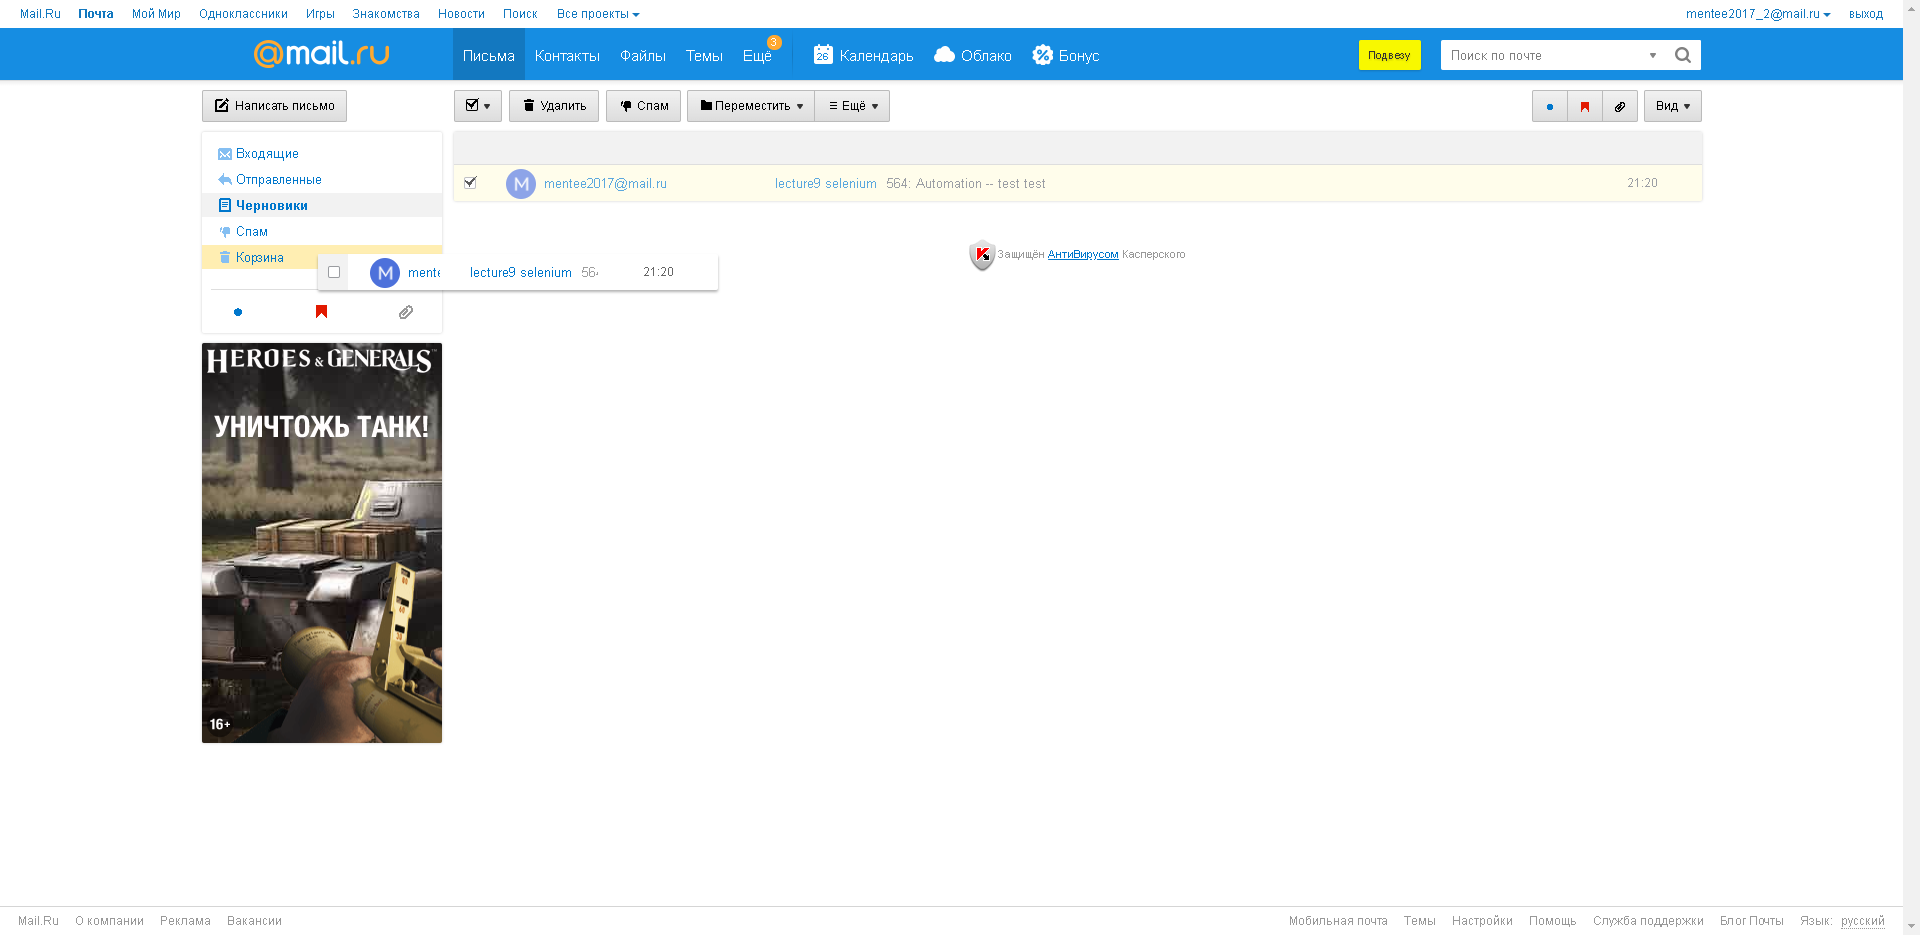 Mail.Ru Почта Мой Мир Одноклассники Игры Знакомства Новости Поиск Все проекты mentee2017_2@mail.ru выход
@mail.ru Письма Контакты Файлы Темы Ещё 3 26 Календарь Облако Бонус Подвезу Поиск по почте
Написать письмо Удалить Спам Переместить Ещё Вид
Входящие
Отправленные
Черновики
Спам
Корзина
M mentee2017@mail.ru lecture9 selenium 564: Automation -- test test 21:20
Защищён АнтиВирусом Касперского
M mente lecture9 selenium 564 21:20
HEROES & GENERALS™
УНИЧТОЖЬ ТАНК!
16+
Mail.Ru О компании Реклама Вакансии Мобильная почта Темы Настройки Помощь Служба поддержки Блог Почты Язык: русский